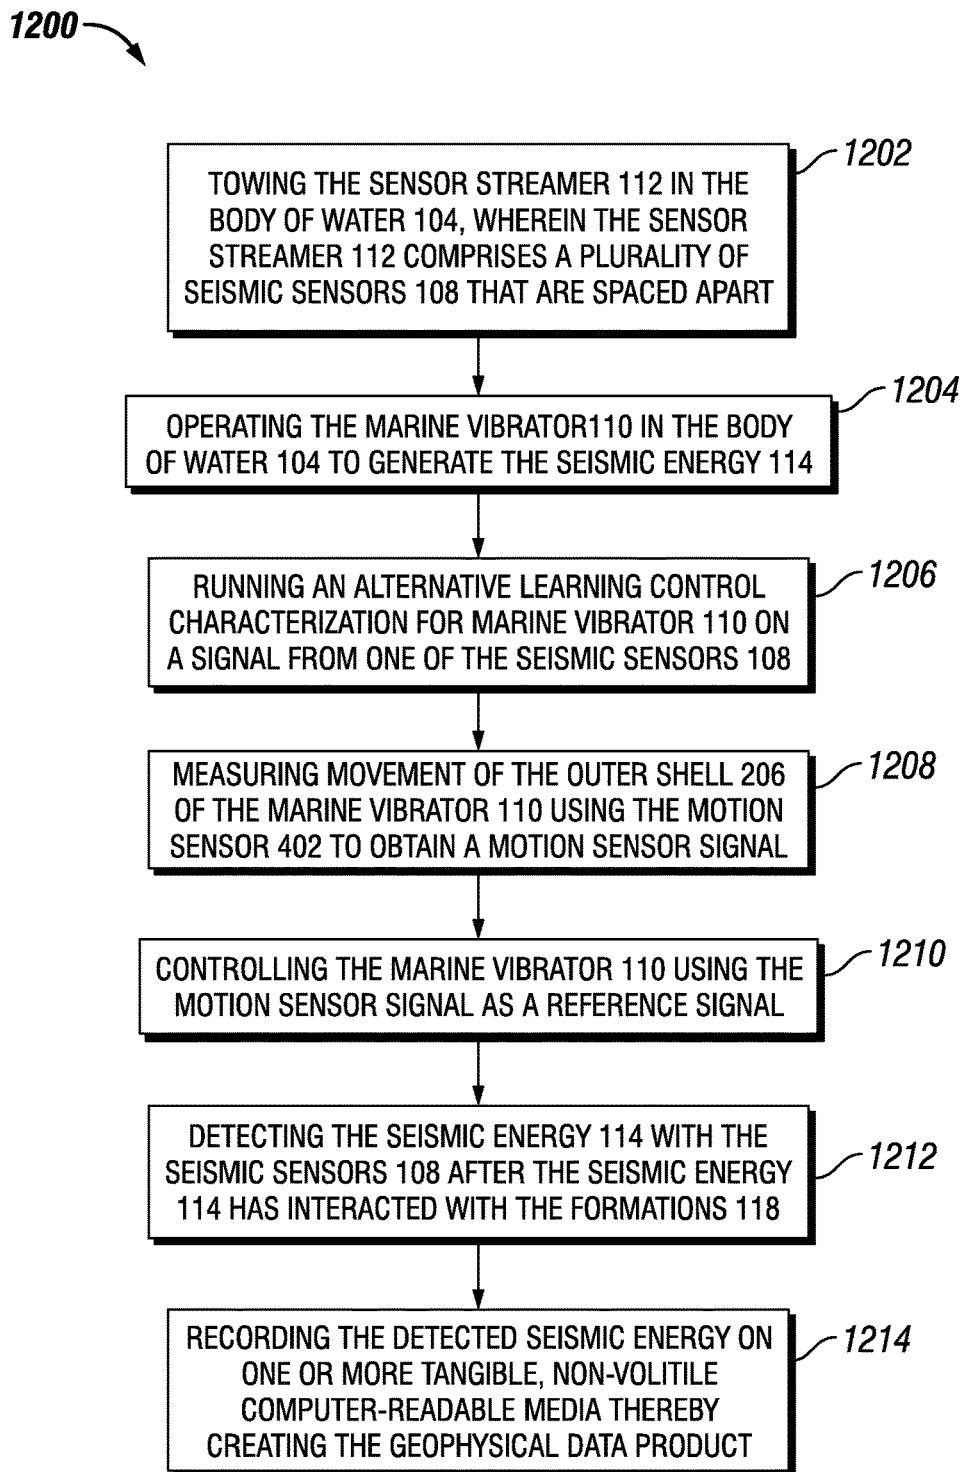 1200
1202
TOWING THE SENSOR STREAMER 112 IN THE
BODY OF WATER 104, WHEREIN THE SENSOR
STREAMER 112 COMPRISES A PLURALITY OF
SEISMIC SENSORS 108 THAT ARE SPACED APART
1204
OPERATING THE MARINE VIBRATOR110 IN THE BODY
OF WATER 104 TO GENERATE THE SEISMIC ENERGY 114
1206
RUNNING AN ALTERNATIVE LEARNING CONTROL
CHARACTERIZATION FOR MARINE VIBRATOR 110 ON
A SIGNAL FROM ONE OF THE SEISMIC SENSORS 108
1208
MEASURING MOVEMENT OF THE OUTER SHELL 206
OF THE MARINE VIBRATOR 110 USING THE MOTION
SENSOR 402 TO OBTAIN A MOTION SENSOR SIGNAL
1210
CONTROLLING THE MARINE VIBRATOR 110 USING THE
MOTION SENSOR SIGNAL AS A REFERENCE SIGNAL
1212
DETECTING THE SEISMIC ENERGY 114 WITH THE
SEISMIC SENSORS 108 AFTER THE SEISMIC ENERGY
114 HAS INTERACTED WITH THE FORMATIONS 118
1214
RECORDING THE DETECTED SEISMIC ENERGY ON
ONE OR MORE TANGIBLE, NON-VOLITILE
COMPUTER-READABLE MEDIA THEREBY
CREATING THE GEOPHYSICAL DATA PRODUCT